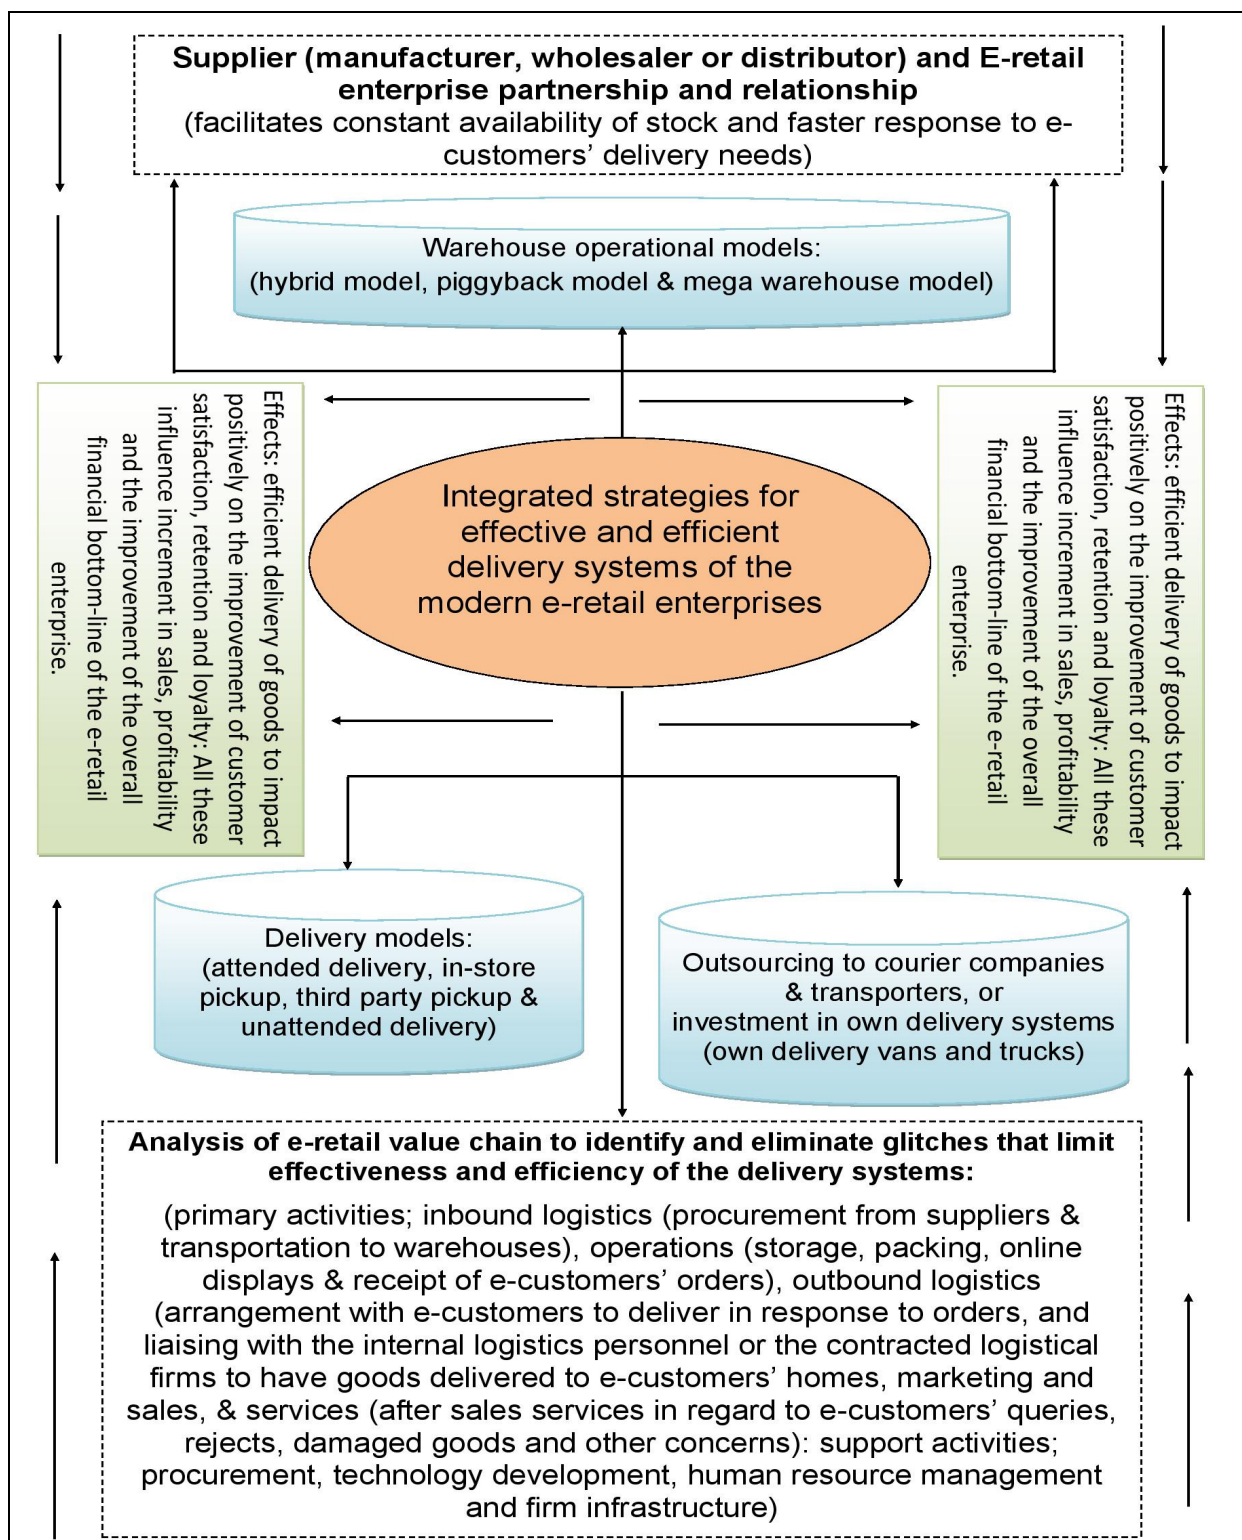 Supplier (manufacturer, wholesaler or distributor) and E-retail
enterprise partnership and relationship
(facilitates constant availability of stock and faster response to e-
customers’ delivery needs)
Warehouse operational models:
(hybrid model, piggyback model & mega warehouse model)
Effects: efficient delivery of goods to impact
positively on the improvement of customer
satisfaction, retention and loyalty: All these
influence increment in sales, profitability
and the improvement of the overall
financial bottom-line of the e-retail
enterprise.
Integrated strategies for
effective and efficient
delivery systems of the
modern e-retail enterprises
Effects: efficient delivery of goods to impact
positively on the improvement of customer
satisfaction, retention and loyalty: All these
influence increment in sales, profitability
and the improvement of the overall
financial bottom-line of the e-retail
enterprise.
Delivery models:
(attended delivery, in-store
pickup, third party pickup &
unattended delivery)
Outsourcing to courier companies
& transporters, or
investment in own delivery systems
(own delivery vans and trucks)
Analysis of e-retail value chain to identify and eliminate glitches that limit
effectiveness and efficiency of the delivery systems:
(primary activities; inbound logistics (procurement from suppliers &
transportation to warehouses), operations (storage, packing, online
displays & receipt of e-customers’ orders), outbound logistics
(arrangement with e-customers to deliver in response to orders, and
liaising with the internal logistics personnel or the contracted logistical
firms to have goods delivered to e-customers’ homes, marketing and
sales, & services (after sales services in regard to e-customers’ queries,
rejects, damaged goods and other concerns): support activities;
procurement, technology development, human resource management
and firm infrastructure)